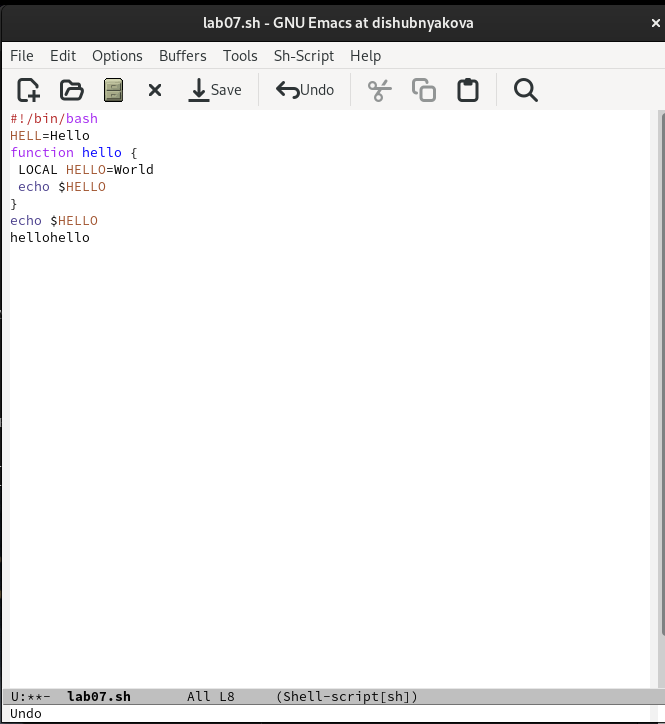 lab07.sh - GNU Emacs at dishubnyakova
File Edit Options Buffers Tools Sh-Script Help
Save Undo
#!/bin/bash
HELL=Hello
function hello {
 LOCAL HELLO=World
 echo $HELLO
}
echo $HELLO
hellohello
U:**- lab07.sh All L8 (Shell-script[sh])
Undo